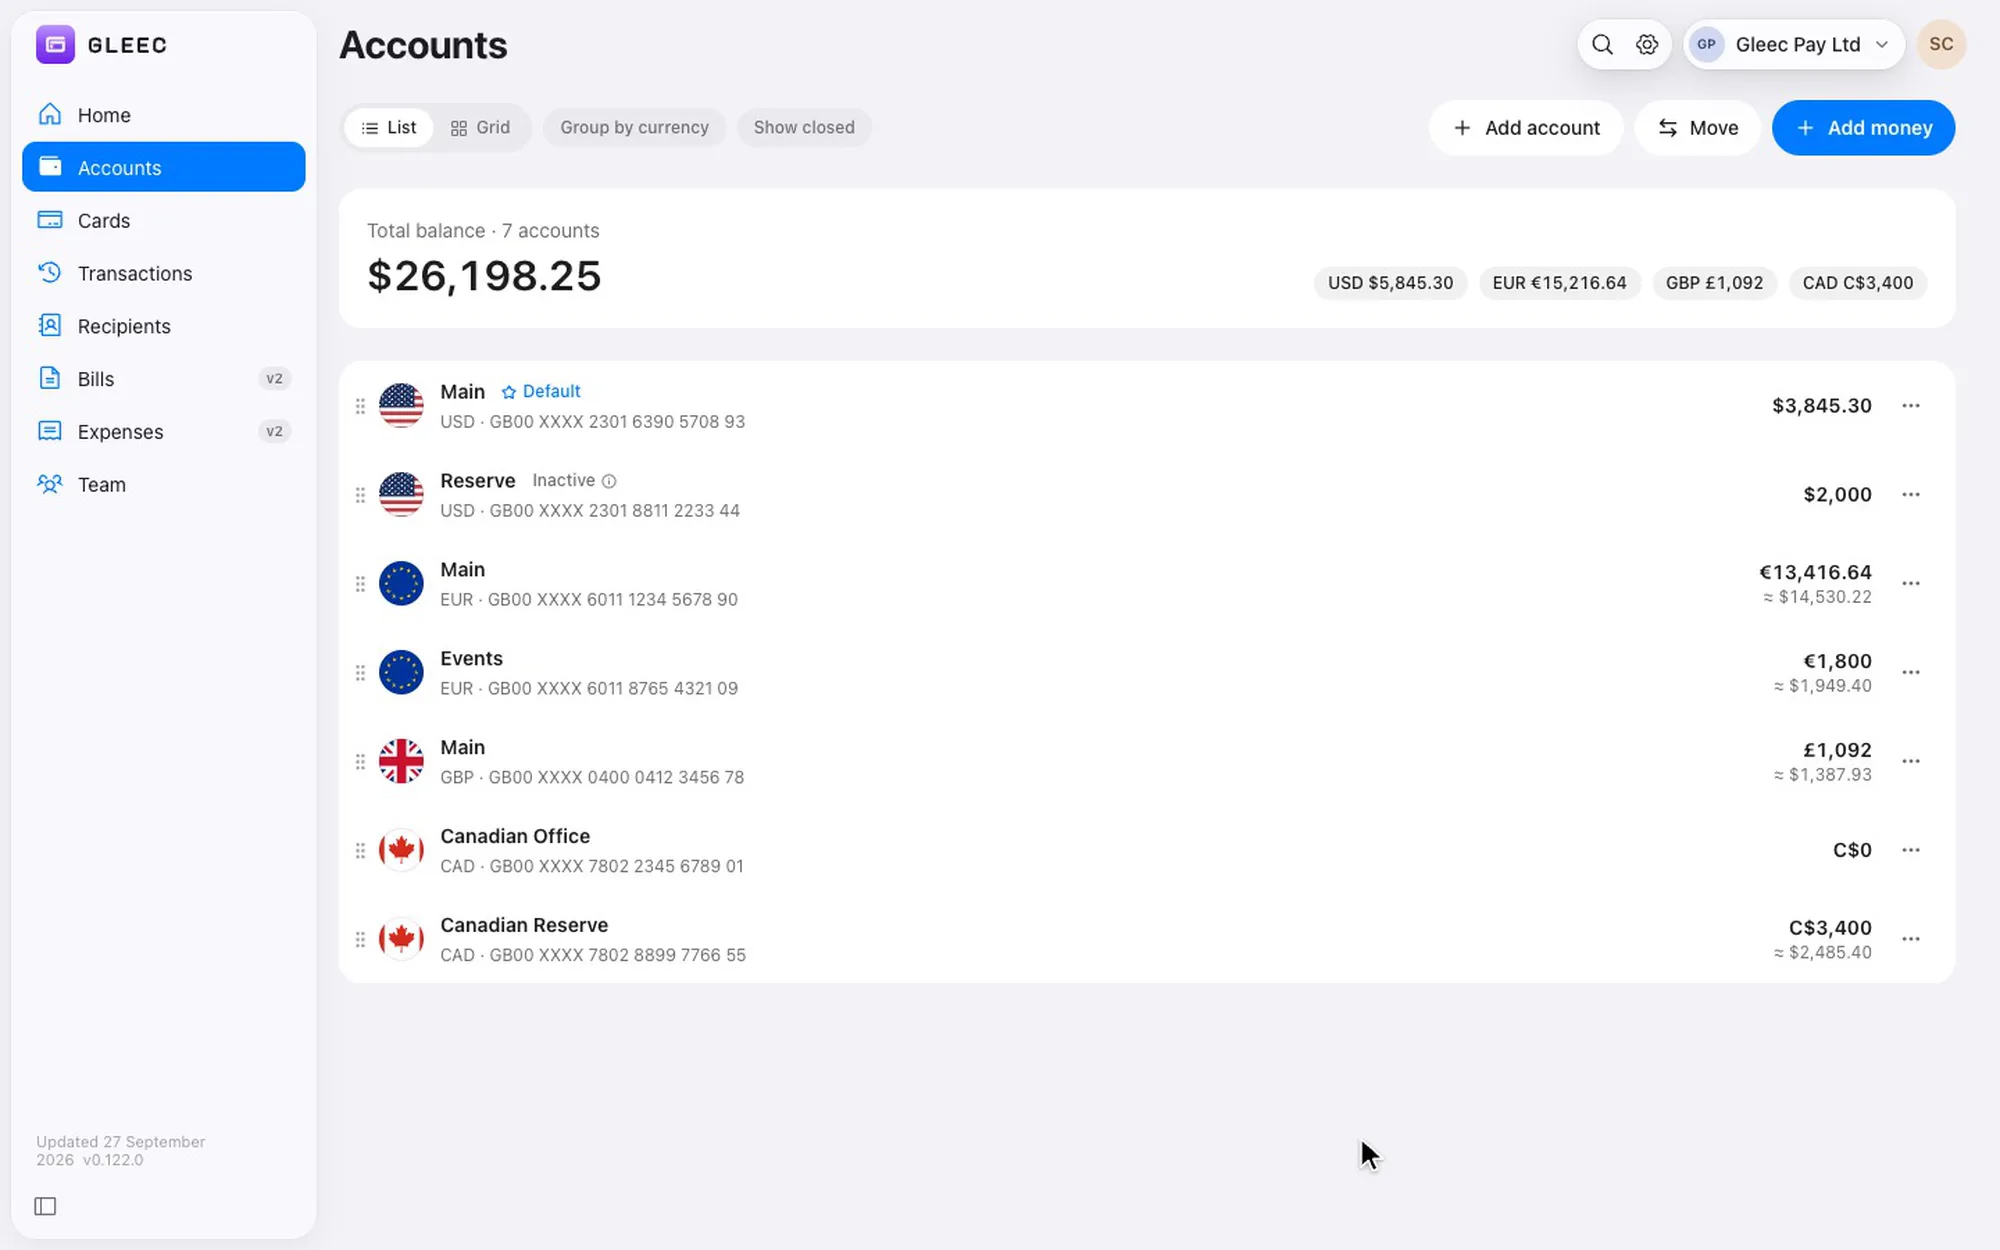 GLEEC
Home
Accounts
Cards
Transactions
Recipients
Bills v2
Expenses v2
Team
Updated 27 September
2026 v0.122.0
Accounts
GP Gleec Pay Ltd
SC
List
Grid
Group by currency
Show closed
Add account
Move
Add money
Total balance · 7 accounts
$26,198.25
USD $5,845.30
EUR €15,216.64
GBP £1,092
CAD C$3,400
Main Default
USD · GB00 XXXX 2301 6390 5708 93
$3,845.30
Reserve Inactive
USD · GB00 XXXX 2301 8811 2233 44
$2,000
Main
EUR · GB00 XXXX 6011 1234 5678 90
€13,416.64
≈ $14,530.22
Events
EUR · GB00 XXXX 6011 8765 4321 09
€1,800
≈ $1,949.40
Main
GBP · GB00 XXXX 0400 0412 3456 78
£1,092
≈ $1,387.93
Canadian Office
CAD · GB00 XXXX 7802 2345 6789 01
C$0
Canadian Reserve
CAD · GB00 XXXX 7802 8899 7766 55
C$3,400
≈ $2,485.40